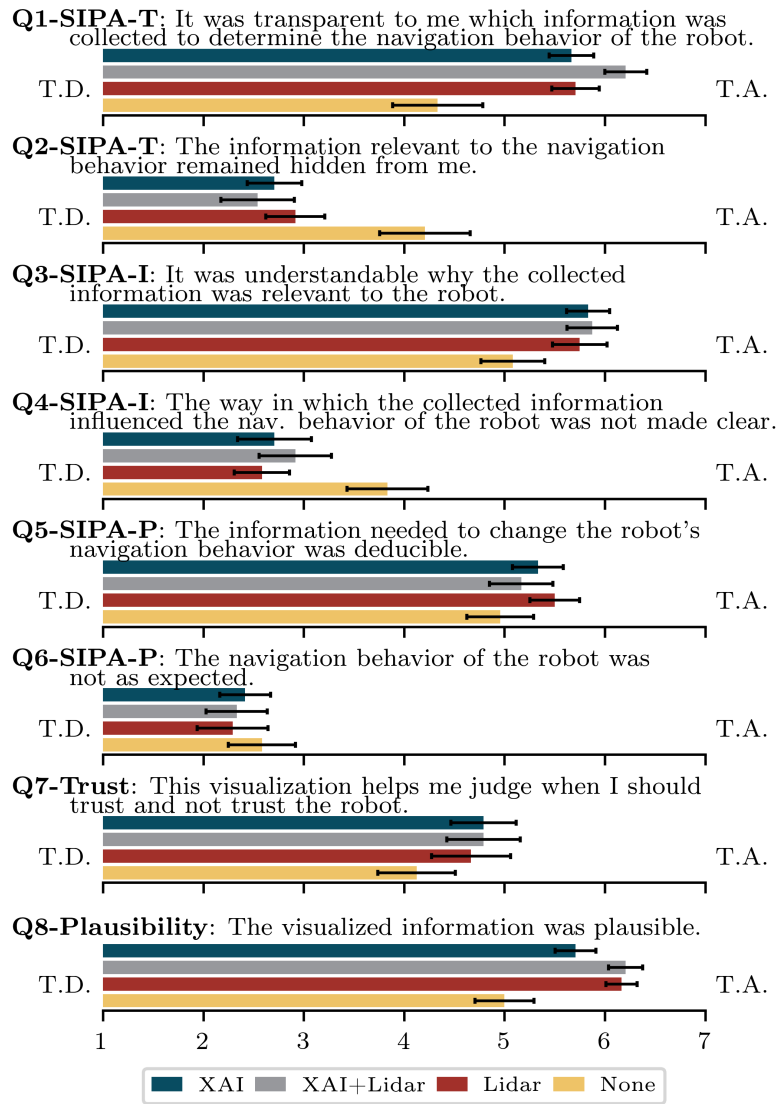 Q1-SIPA-T: It was transparent to me which information was
collected to determine the navigation behavior of the robot.
T.D. T.A.
Q2-SIPA-T: The information relevant to the navigation
behavior remained hidden from me.
T.D. T.A.
Q3-SIPA-I: It was understandable why the collected
information was relevant to the robot.
T.D. T.A.
Q4-SIPA-I: The way in which the collected information
influenced the nav. behavior of the robot was not made clear.
T.D. T.A.
Q5-SIPA-P: The information needed to change the robot's
navigation behavior was deducible.
T.D. T.A.
Q6-SIPA-P: The navigation behavior of the robot was
not as expected.
T.D. T.A.
Q7-Trust: This visualization helps me judge when I should
trust and not trust the robot.
T.D. T.A.
Q8-Plausibility: The visualized information was plausible.
T.D. T.A.
1 2 3 4 5 6 7
XAI XAI+Lidar Lidar None